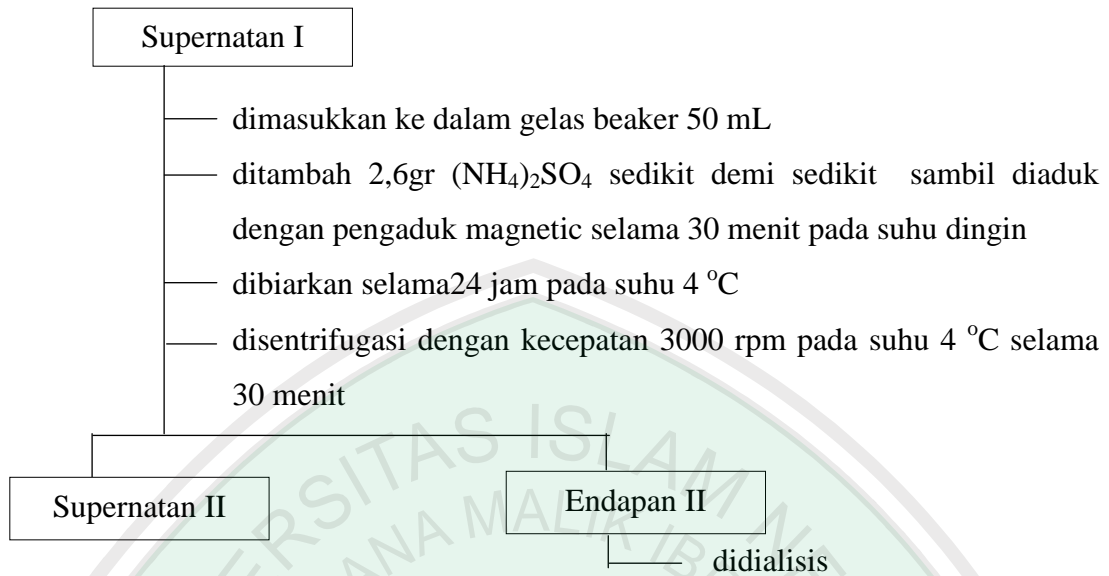 Supernatan I
dimasukkan ke dalam gelas beaker 50 mL
ditambah 2,6gr (NH₄)₂SO₄ sedikit demi sedikit sambil diaduk
dengan pengaduk magnetic selama 30 menit pada suhu dingin
dibiarkan selama24 jam pada suhu 4 °C
disentrifugasi dengan kecepatan 3000 rpm pada suhu 4 °C selama
30 menit
Supernatan II
Endapan II
didialisis